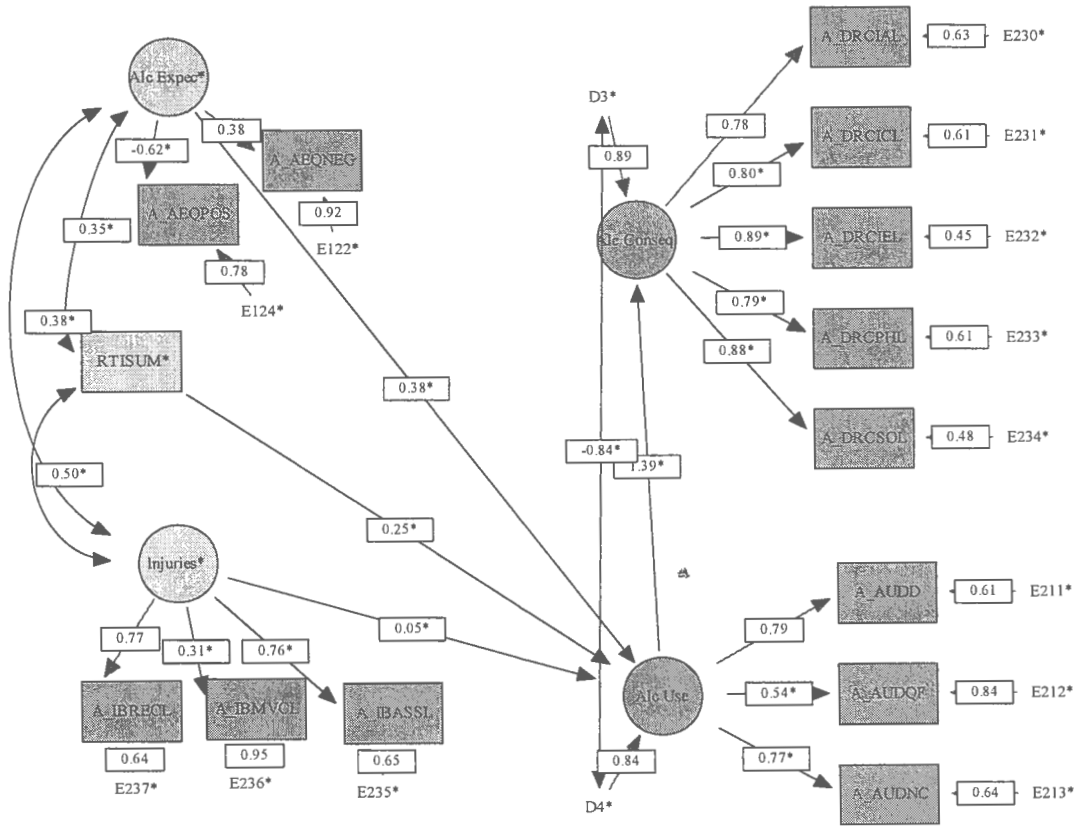 A_DRCIAL
0.63
E230*
Alc Expec*
D3*
0.78
0.38
-0.62*
A_AEQNEG
0.89
A_DRCICL
0.61
E231*
0.80*
A_AEQPOS
0.92
E122*
0.35*
Alc Conseq
0.89*
A_DRCIEL
0.45
E232*
0.78
E124*
0.79*
0.38*
A_DRCPHL
0.61
E233*
RTISUM*
0.88*
0.38*
A_DRCSOL
0.48
E234*
-0.84*
1.39*
0.50*
0.25*
Injuries*
A_AUDD
0.61
E211*
0.05*
0.79
0.77
0.31*
0.76*
Alc Use
0.54*
A_AUDQF
0.84
E212*
A_IBRECL
A_IBMVCL
A_IBASSL
0.77*
0.64
0.95
0.65
0.84
E237*
E236*
E235*
D4*
A_AUDNC
0.64
E213*